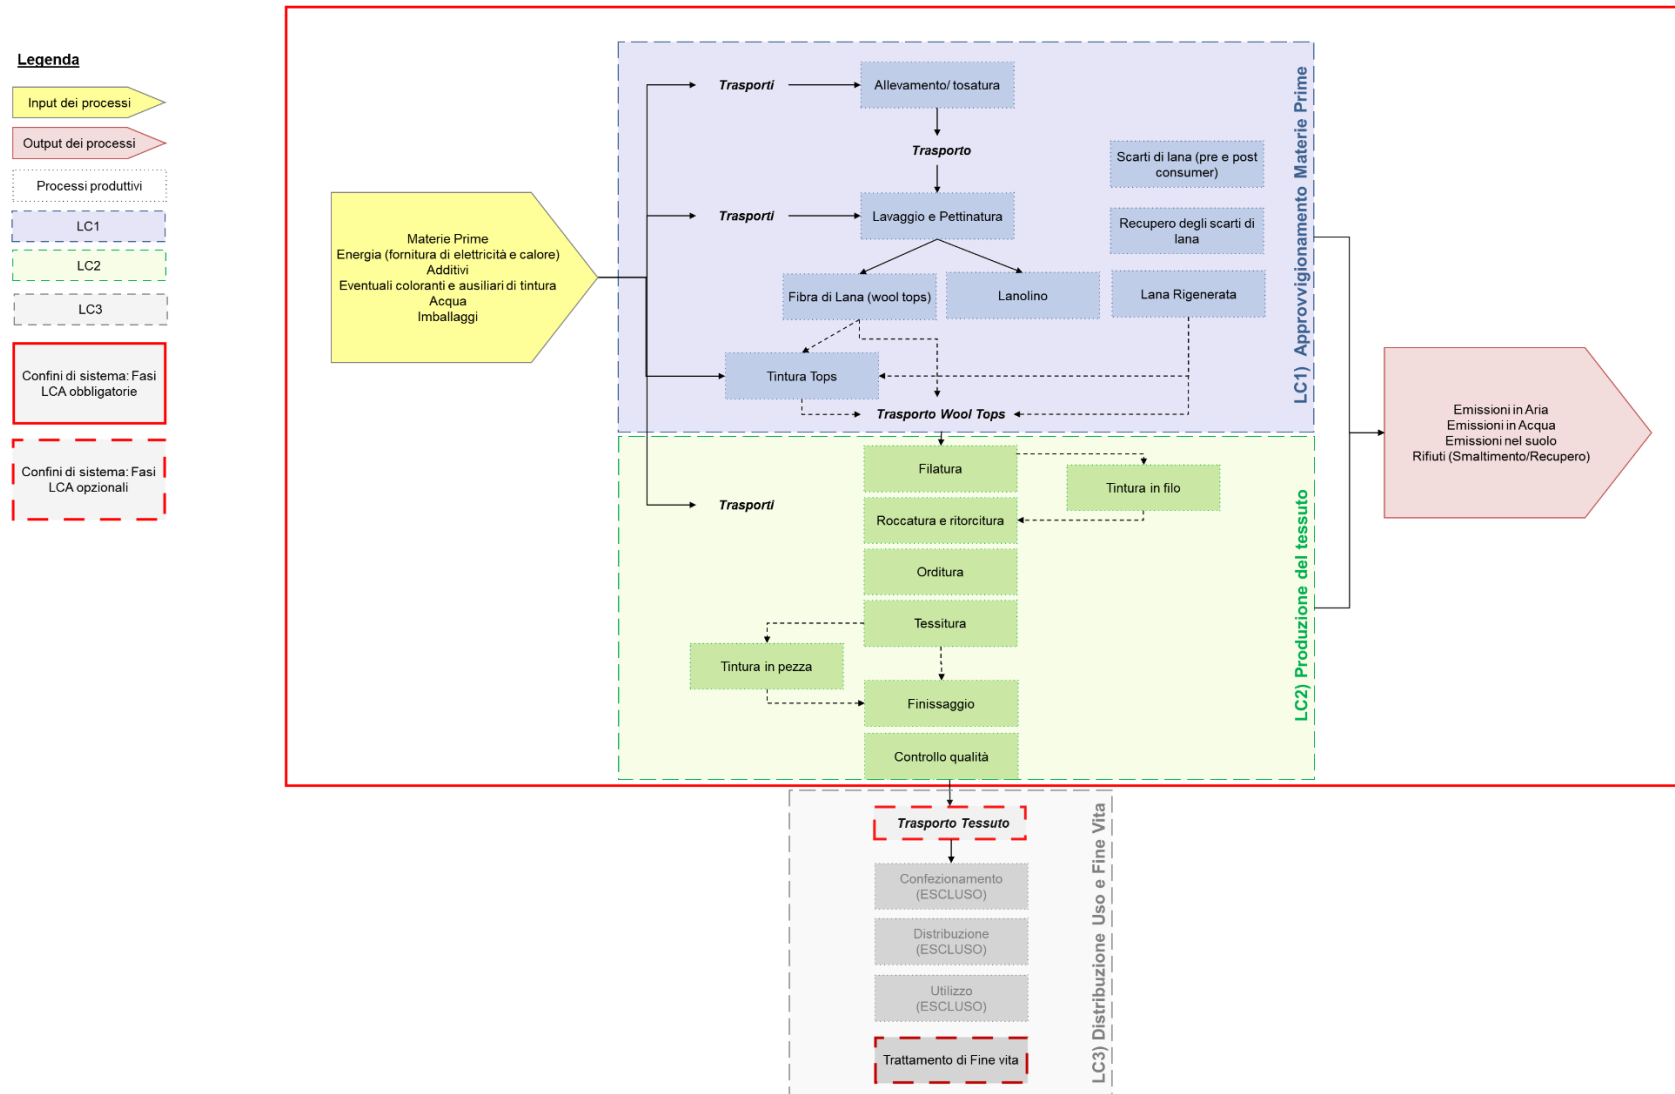 Legenda
Input dei processi
Output dei processi
Processi produttivi
LC1
LC2
LC3
Confini di sistema: Fasi
LCA obbligatorie
Confini di sistema: Fasi
LCA opzionali
Materie Prime
Energia (fornitura di elettricità e calore)
Additivi
Eventuali coloranti e ausiliari di tintura
Acqua
Imballaggi
LC1) Approvvigionamento Materie Prime
Trasporti
Allevamento/ tosatura
Trasporto
Scarti di lana (pre e post
consumer)
Trasporti
Lavaggio e Pettinatura
Recupero degli scarti di
lana
Fibra di Lana (wool tops)
Lanolino
Lana Rigenerata
Tintura Tops
Trasporto Wool Tops
LC2) Produzione del tessuto
Filatura
Tintura in filo
Trasporti
Roccatura e ritorcitura
Orditura
Tessitura
Tintura in pezza
Finissaggio
Controllo qualità
Emissioni in Aria
Emissioni in Acqua
Emissioni nel suolo
Rifiuti (Smaltimento/Recupero)
LC3) Distribuzione Uso e Fine Vita
Trasporto Tessuto
Confezionamento
(ESCLUSO)
Distribuzione
(ESCLUSO)
Utilizzo
(ESCLUSO)
Trattamento di Fine vita